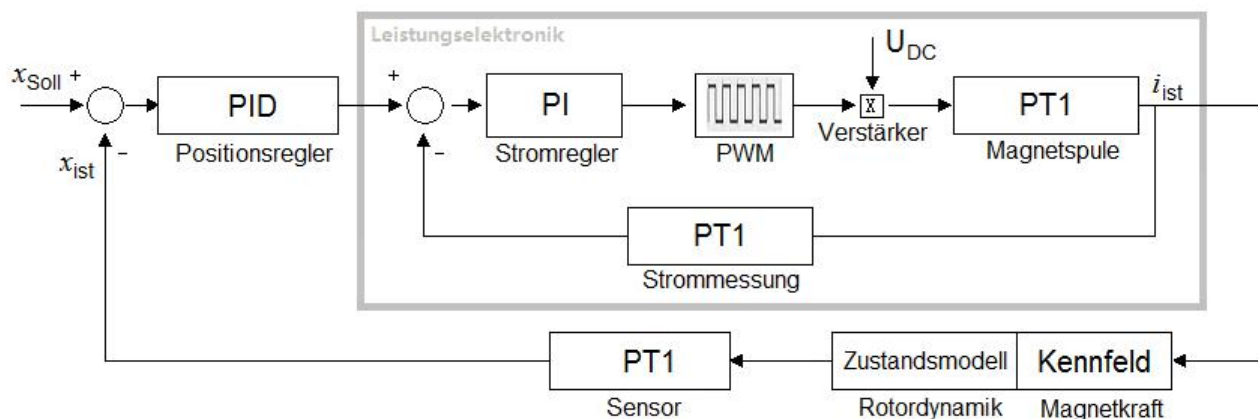 Leistungselektronik
U_DC
x_Soll + + i_ist
PID PI X PT1
Positionsregler Stromregler PWM Verstärker Magnetspule
x_ist − −
PT1
Strommessung
PT1 Zustandsmodell Kennfeld
Sensor Rotordynamik Magnetkraft